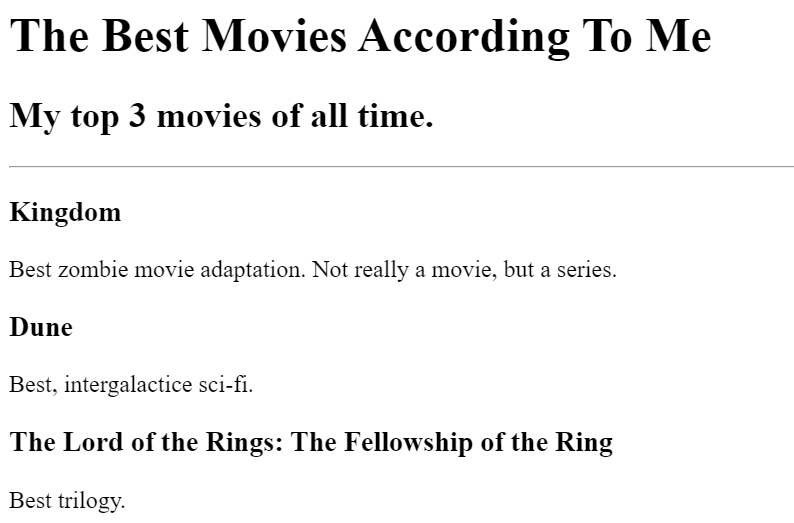 The Best Movies According To Me
My top 3 movies of all time.
Kingdom
Best zombie movie adaptation. Not really a movie, but a series.
Dune
Best, intergalactice sci-fi.
The Lord of the Rings: The Fellowship of the Ring
Best trilogy.